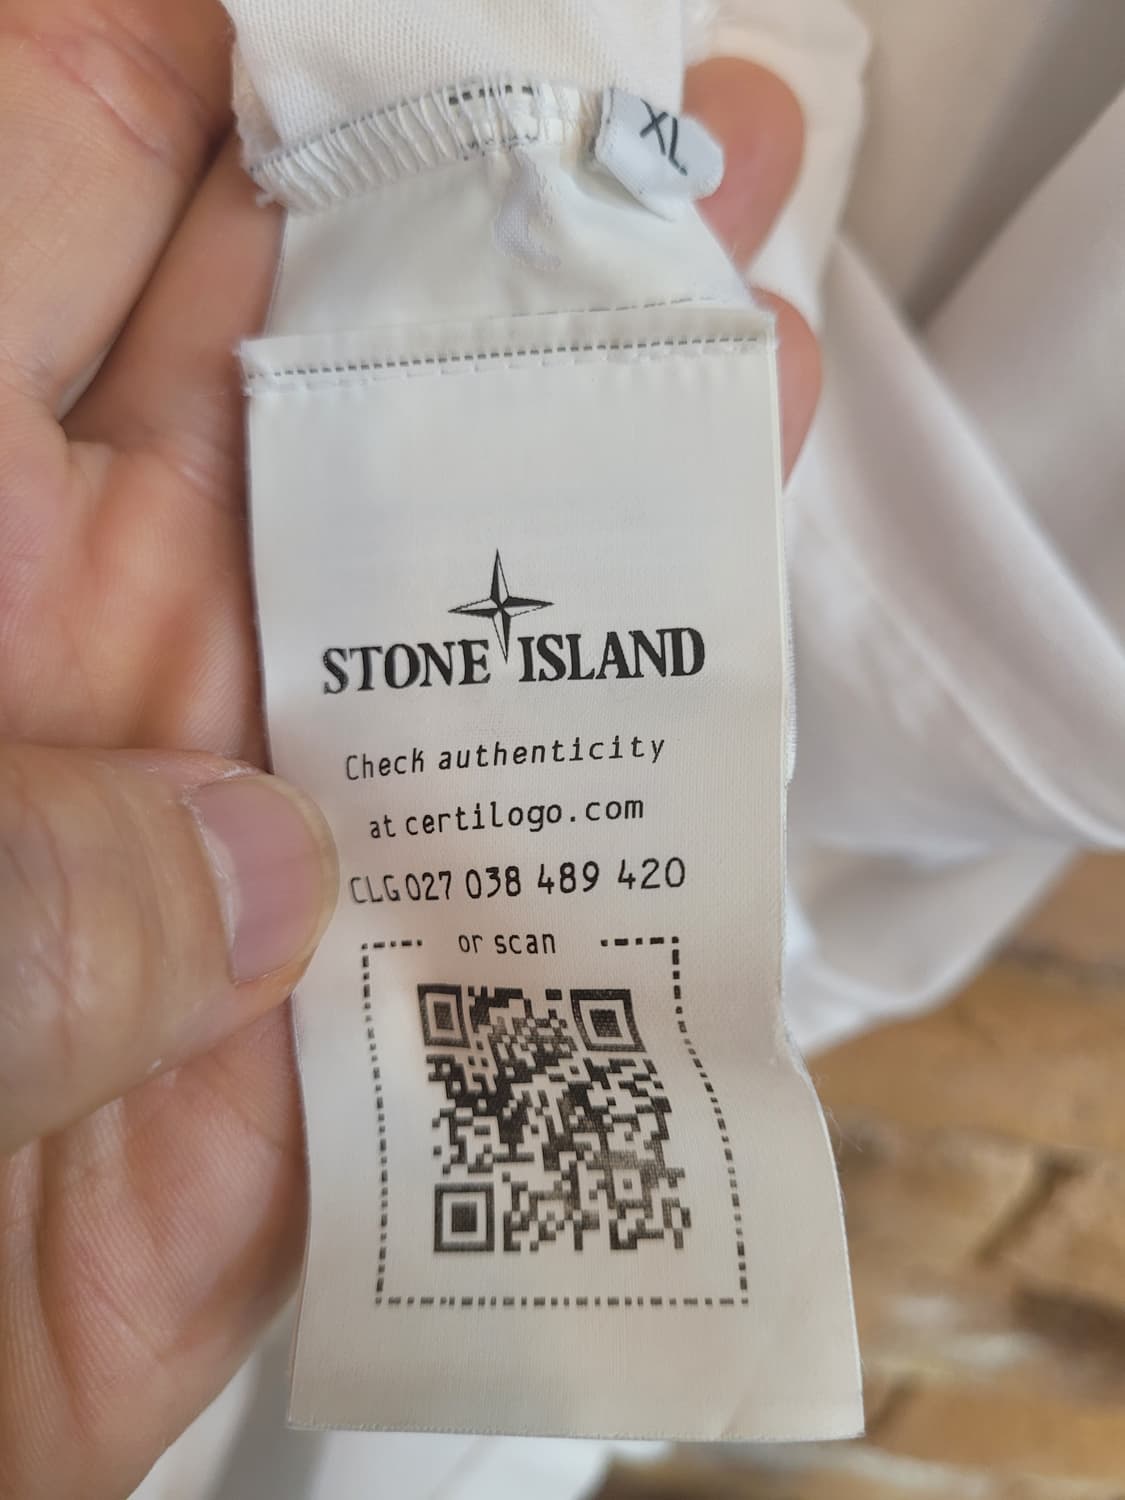 XL
STONE ISLAND
Check authenticity
at certilogo.com
CLG 027 038 489 420
or scan